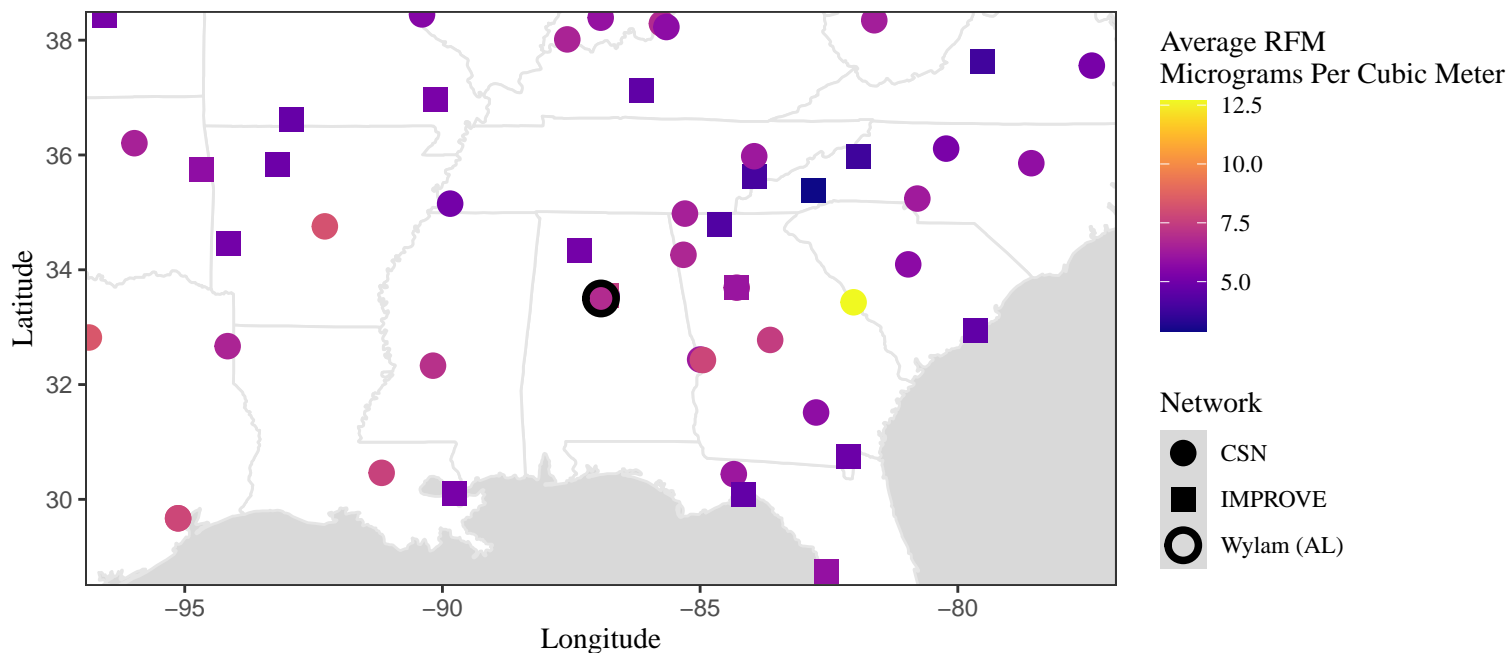 38
36
34
32
30
Latitude
−95
−90
−85
−80
Longitude
Average RFM
Micrograms Per Cubic Meter
12.5
10.0
7.5
5.0
Network
CSN
IMPROVE
Wylam (AL)